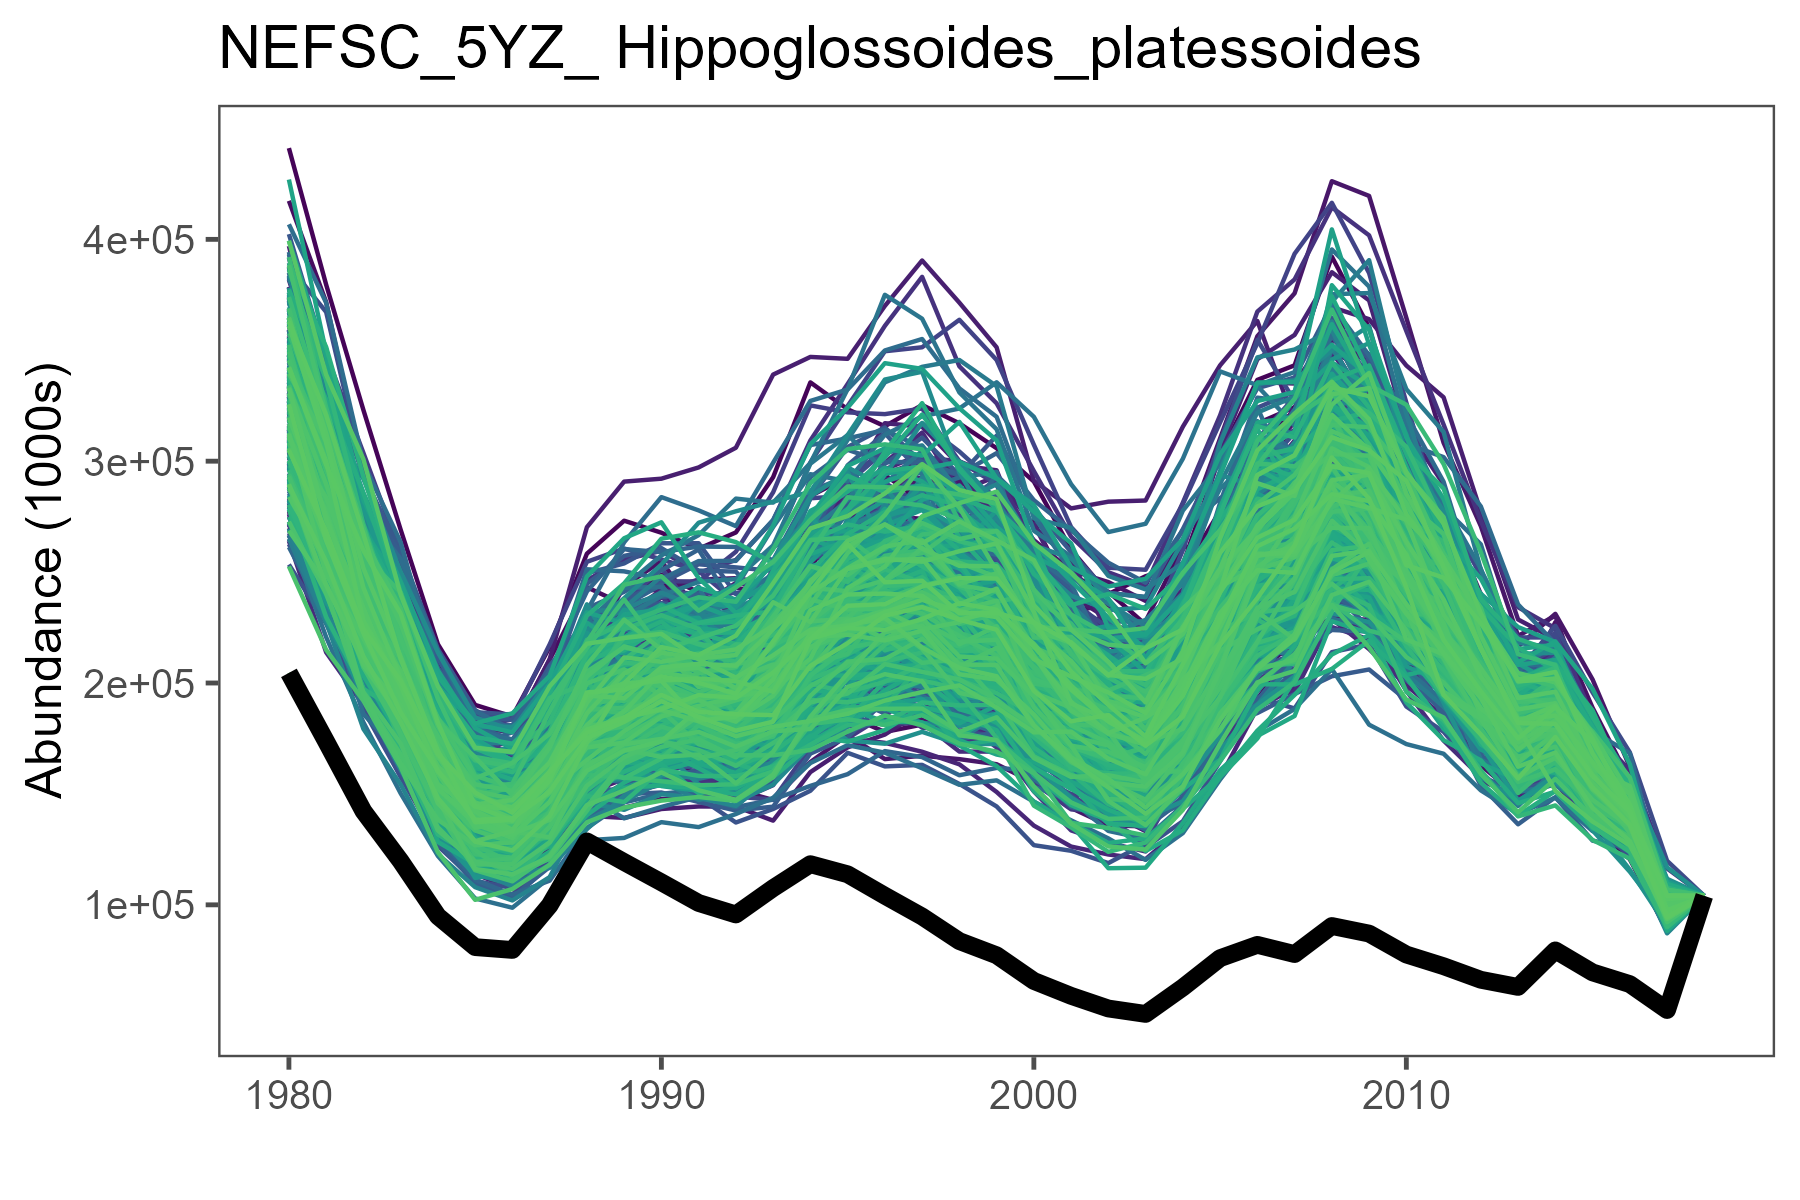 NEFSC_5YZ_ Hippoglossoides_platessoides
Abundance (1000s)
4e+05
3e+05
2e+05
1e+05
1980 1990 2000 2010